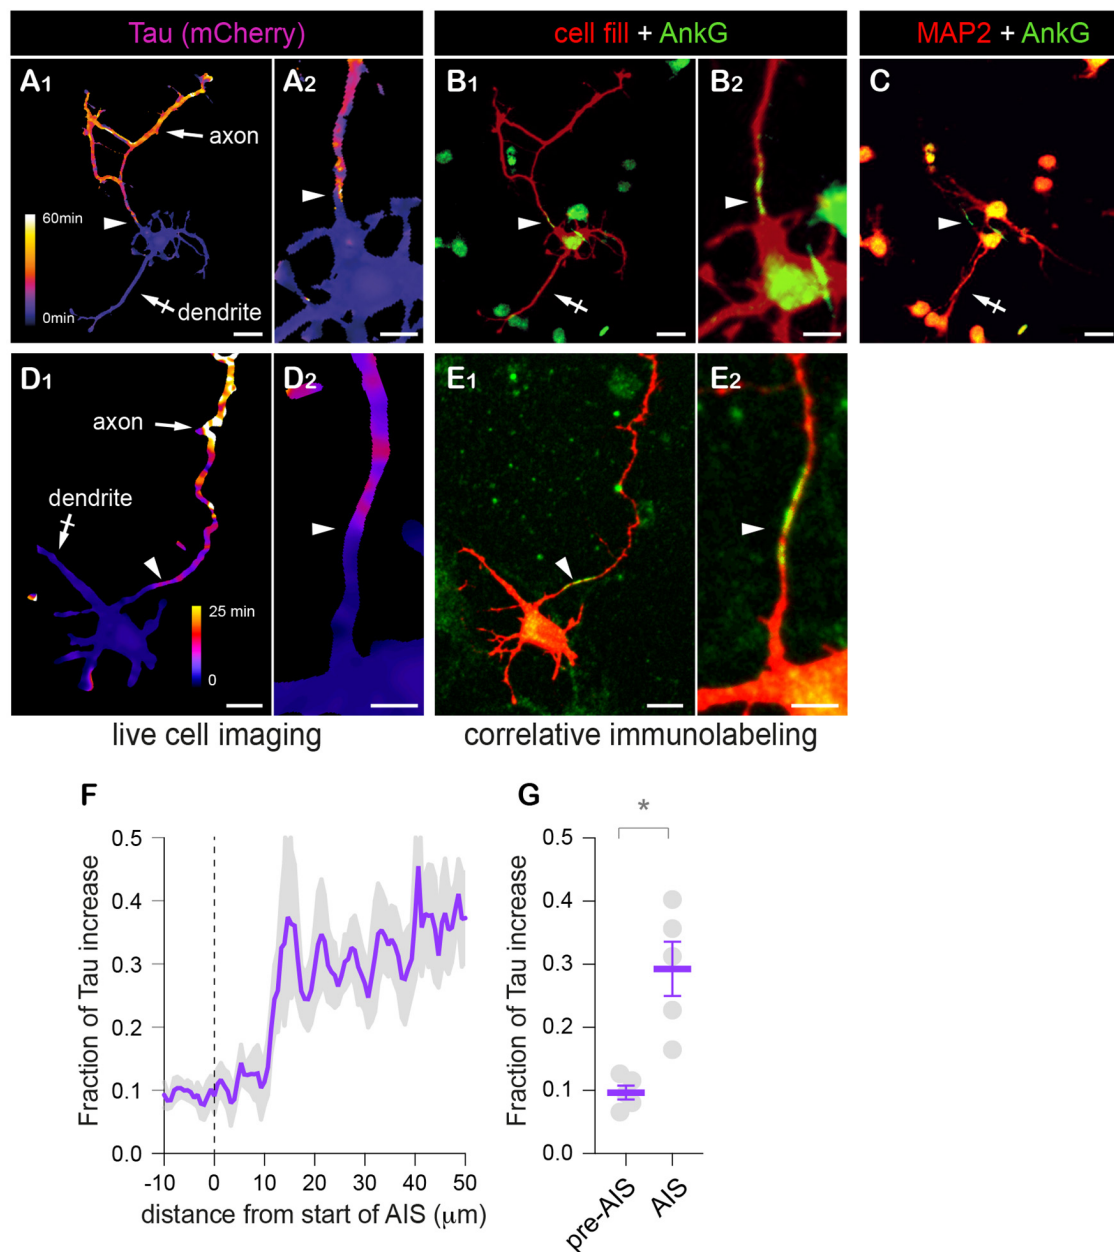 Tau (mCherry)
cell fill + AnkG
MAP2 + AnkG
A1
A2
B1
B2
C
axon
60min
0min
dendrite
D1
D2
E1
E2
axon
dendrite
25 min
0
live cell imaging
correlative immunolabeling
F
G
*
Fraction of Tau increase
0.5
0.4
0.3
0.2
0.1
0.0
-10
0
10
20
30
40
50
distance from start of AIS (μm)
Fraction of Tau increase
0.5
0.4
0.3
0.2
0.1
0.0
pre-AIS
AIS